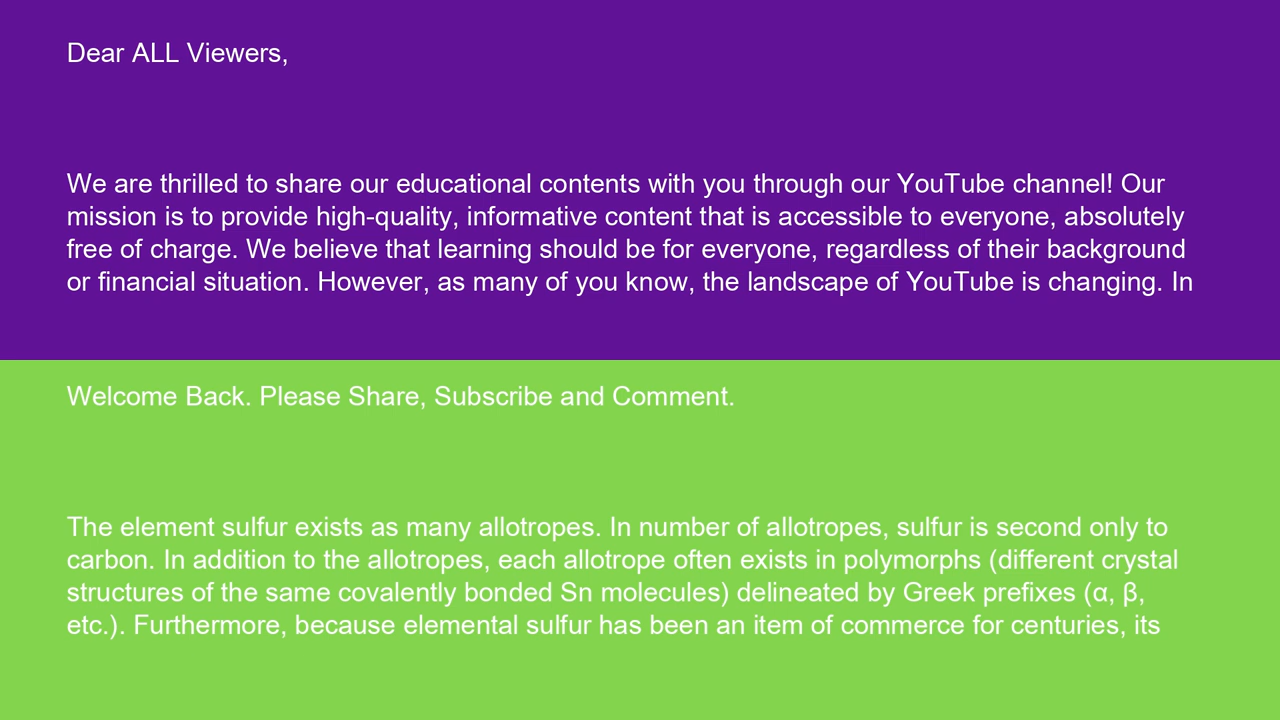 Dear ALL Viewers,
We are thrilled to share our educational contents with you through our YouTube channel! Our
mission is to provide high-quality, informative content that is accessible to everyone, absolutely
free of charge. We believe that learning should be for everyone, regardless of their background
or financial situation. However, as many of you know, the landscape of YouTube is changing. In
Welcome Back. Please Share, Subscribe and Comment.
The element sulfur exists as many allotropes. In number of allotropes, sulfur is second only to
carbon. In addition to the allotropes, each allotrope often exists in polymorphs (different crystal
structures of the same covalently bonded Sn molecules) delineated by Greek prefixes (α, β,
etc.). Furthermore, because elemental sulfur has been an item of commerce for centuries, its